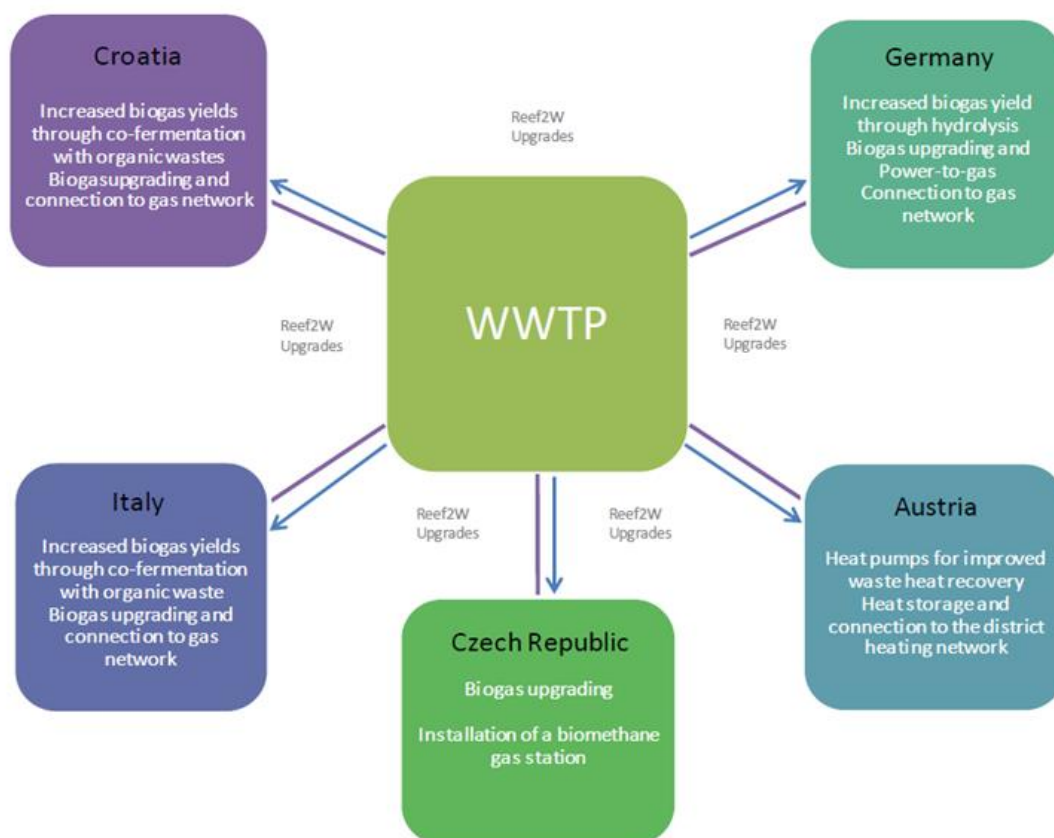 Croatia
Increased biogas yields
through co-fermentation
with organic wastes
Biogasupgrading and
connection to gas network
Reef2W
Upgrades
Germany
Increased biogas yield
through hydrolysis
Biogas upgrading and
Power-to-gas
Connection to gas
network
WWTP
Reef2W
Upgrades
Reef2W
Upgrades
Italy
Increased biogas yields
through co-fermentation
with organic waste
Biogas upgrading and
connection to gas
network
Reef2W
Upgrades
Reef2W
Upgrades
Austria
Heat pumps for improved
waste heat recovery
Heat storage and
connection to the district
heating network
Czech Republic
Biogas upgrading
Installation of a biomethane
gas station